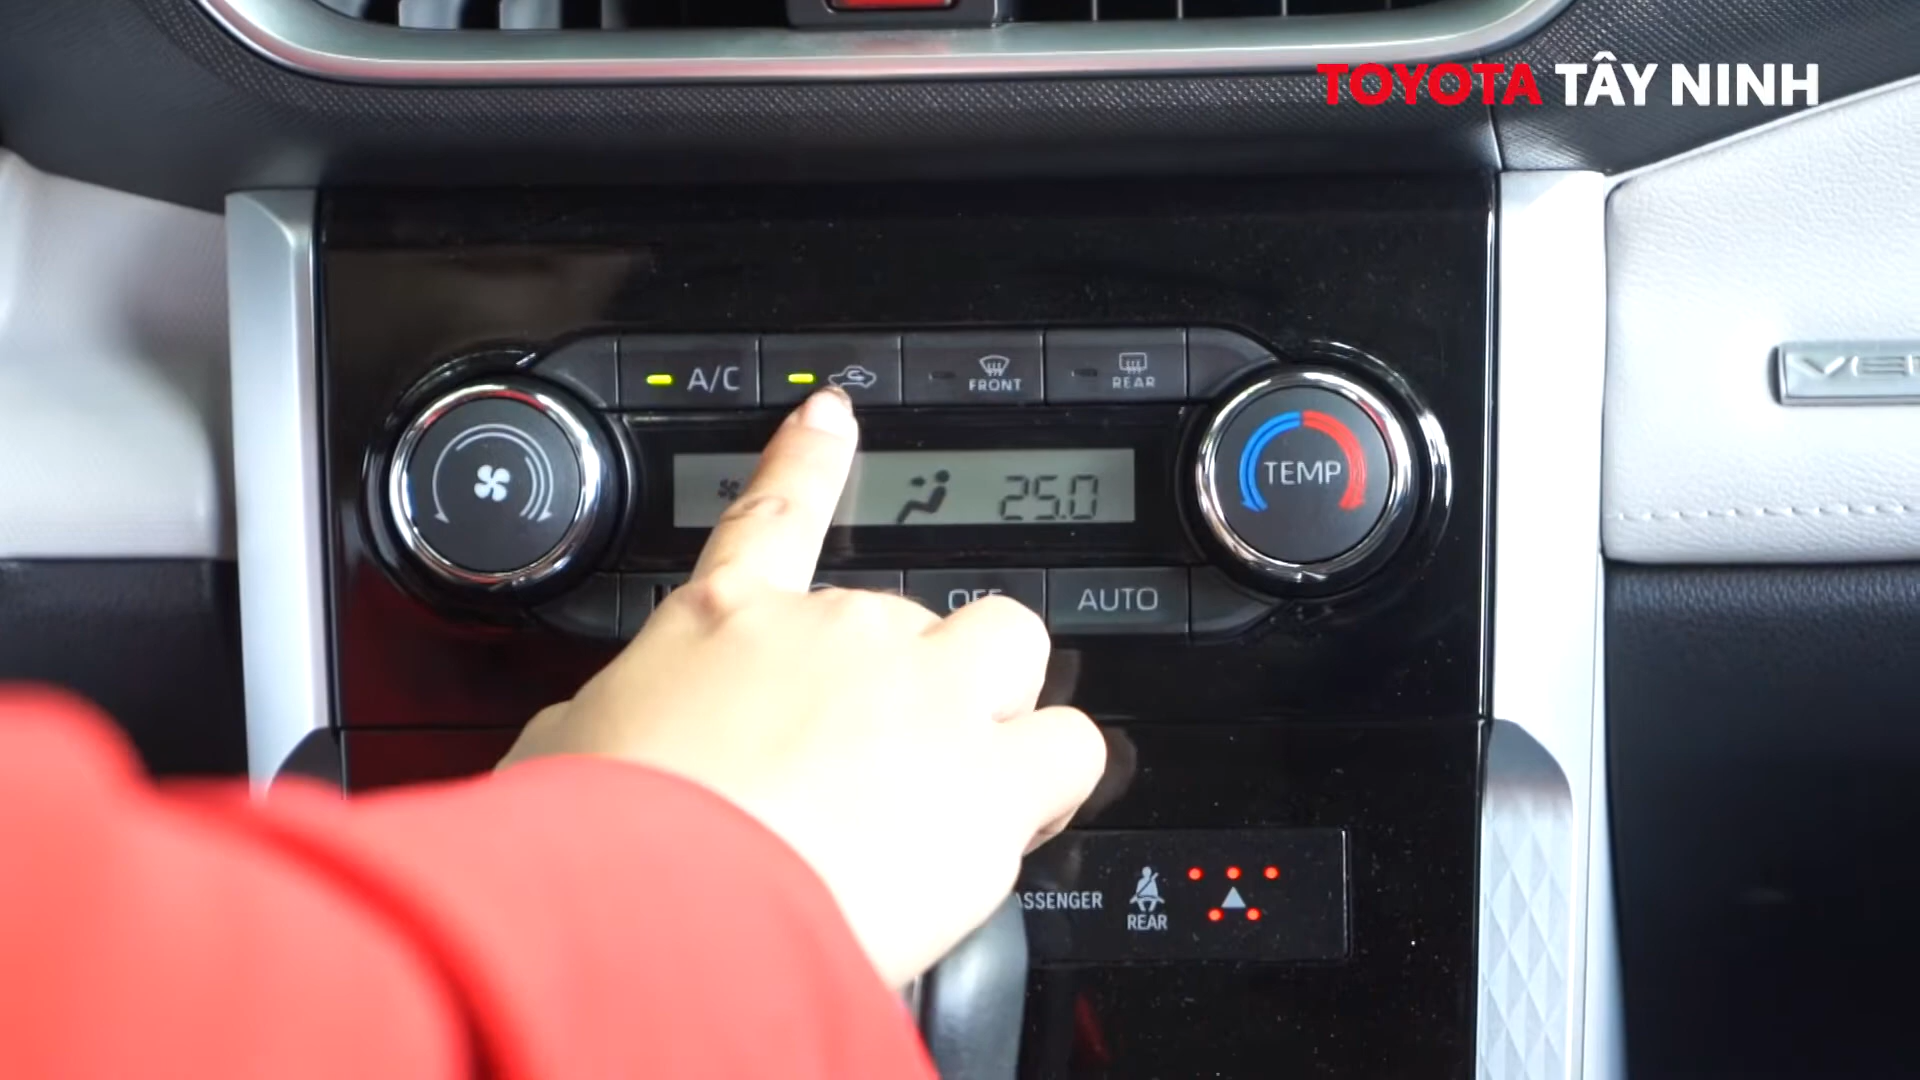 TOYOTA TÂY NINH
A/C
FRONT
REAR
25.0
TEMP
AUTO
REAR